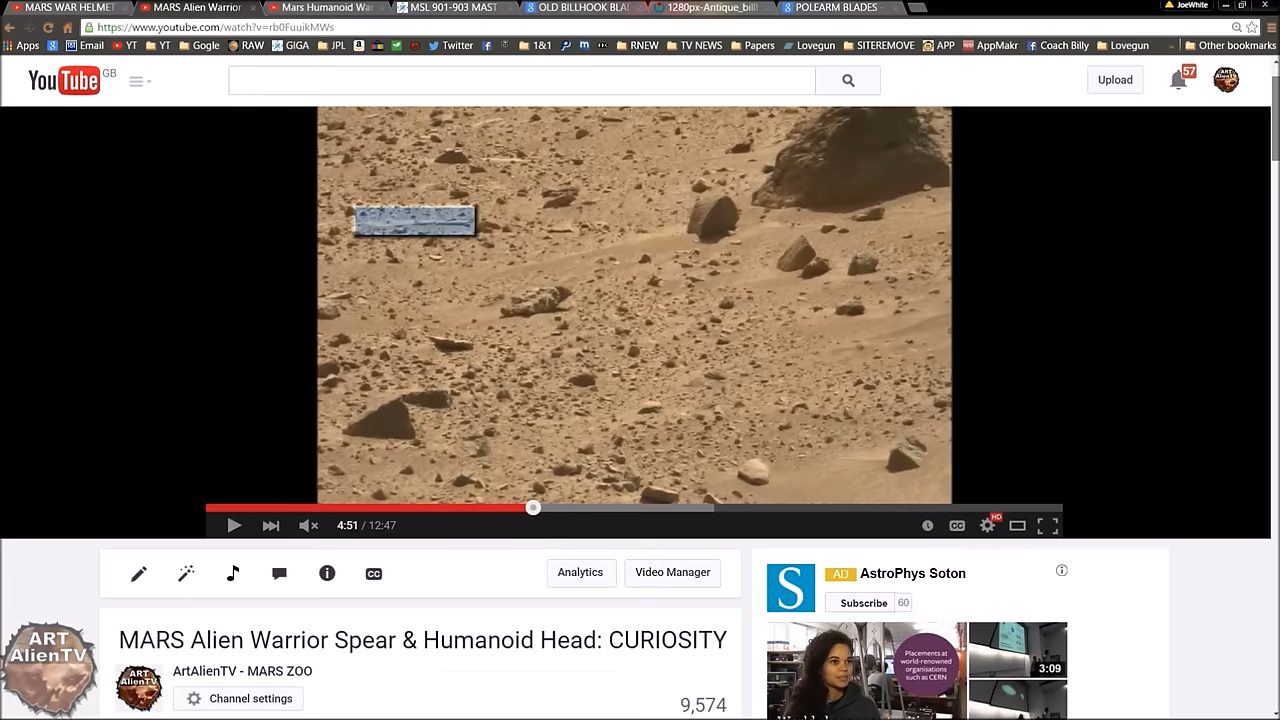 MARS WAR HELMET
MARS Alien Warrior
Mars Humanoid Wa
MSL 901-903 MAST
OLD BILLHOOK BLA
1280px-Antique_bill
POLEARM BLADES -
JoeWhite
https://www.youtube.com/watch?v=rb0FuuikMWs
Apps
Email
YT
YT
Gogle
RAW
GIGA
JPL
Twitter
1&1
RNEW
TV NEWS
Papers
Lovegun
SITEREMOVE
APP
AppMakr
Coach Billy
Lovegun
»
Other bookmarks
YouTube GB
Upload
57
4:51 / 12:47
CC
HD
CC
Analytics
Video Manager
AD AstroPhys Soton
S
Subscribe 60
MARS Alien Warrior Spear & Humanoid Head: CURIOSITY
ArtAlienTV - MARS ZOO
Channel settings
9,574
ART
AlienTV
ART
AlienTV
Placements at
world-renowned
organisations
such as CERN
3:09